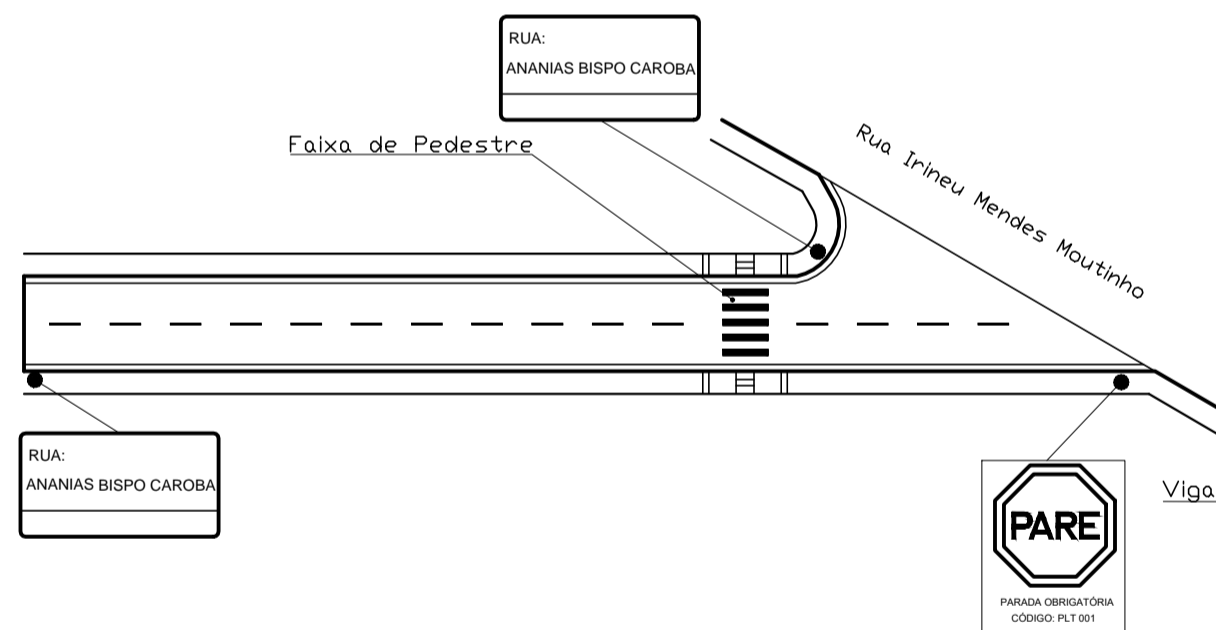 RUA:
ANANIAS BISPO CAROBA
Faixa de Pedestre
Rua Irineu Mendes Moutinho
RUA:
ANANIAS BISPO CAROBA
Viga
PARE
PARADA OBRIGATÓRIA
CÓDIGO: PLT 001